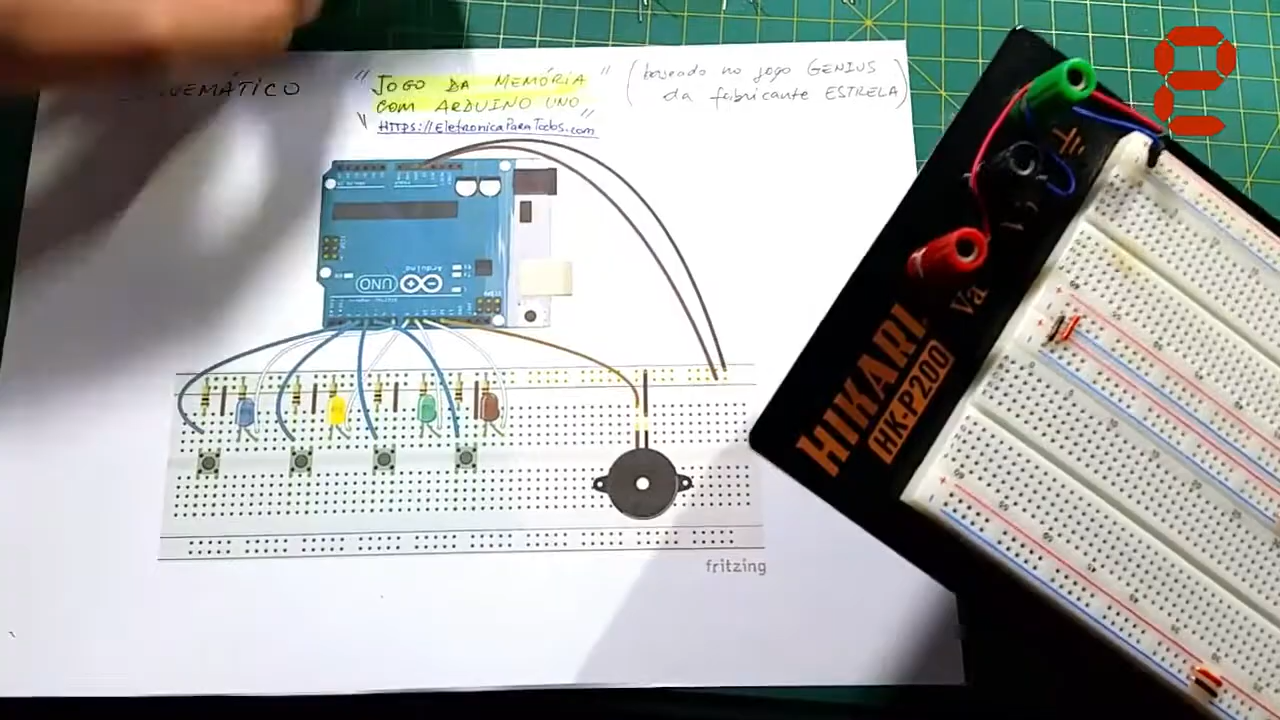 "JOGO DA MEMÓRIA
COM ARDUINO UNO"
HTTPS://EletronicaParaTodos.com
(baseado no jogo GENIUS
da fabricante ESTRELA)
UNO
Arduino
fritzing
HIKARI
HK-P200
Va
e